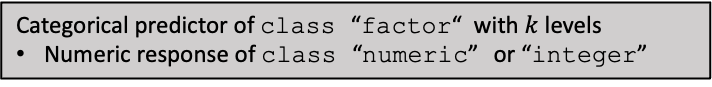 Categorical predictor of class “factor“ with k levels
• Numeric response of class “numeric” or “integer”